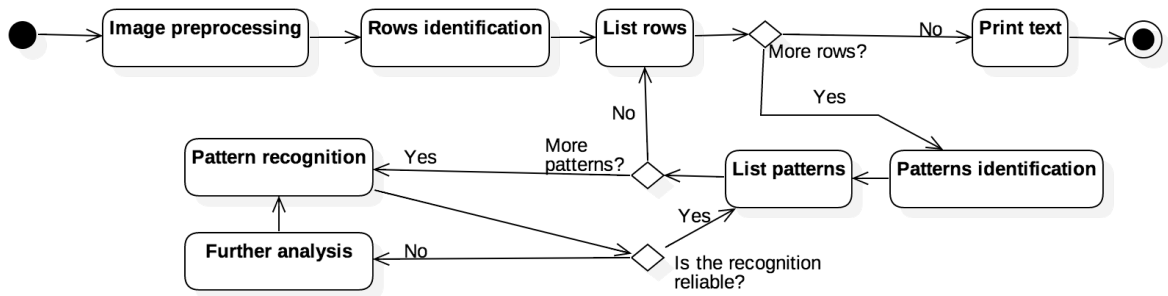 Image preprocessing
Rows identification
List rows
More rows?
No
Print text
Yes
No
Pattern recognition
Yes
More
patterns?
List patterns
Patterns identification
Yes
Further analysis
No
Is the recognition
reliable?